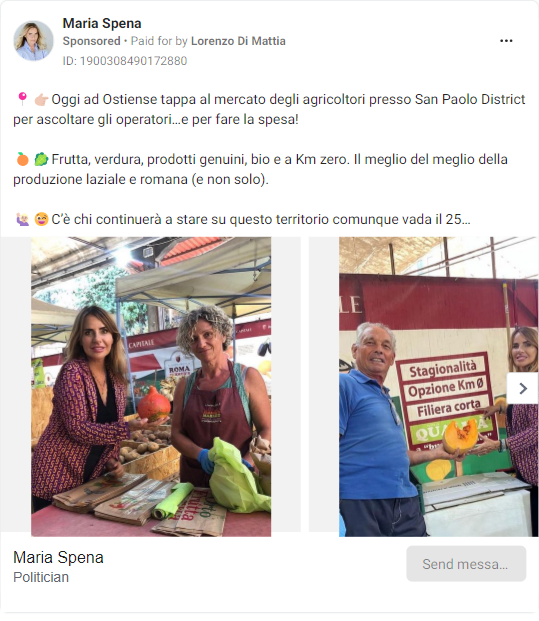 Maria Spena
Sponsored • Paid for by Lorenzo Di Mattia
ID: 1900308490172880
📍 👉🏻Oggi ad Ostiense tappa al mercato degli agricoltori presso San Paolo District
per ascoltare gli operatori…e per fare la spesa!
🍊 🥬Frutta, verdura, prodotti genuini, bio e a Km zero. Il meglio del meglio della
produzione laziale e romana (e non solo).
🙋🏼‍♀️ 🥰C’è chi continuerà a stare su questo territorio comunque vada il 25…
CAPITALE
ROMA
ALE
Stagionalità
Opzione Km 0
Filiera corta
Maria Spena
Politician
Send messa...